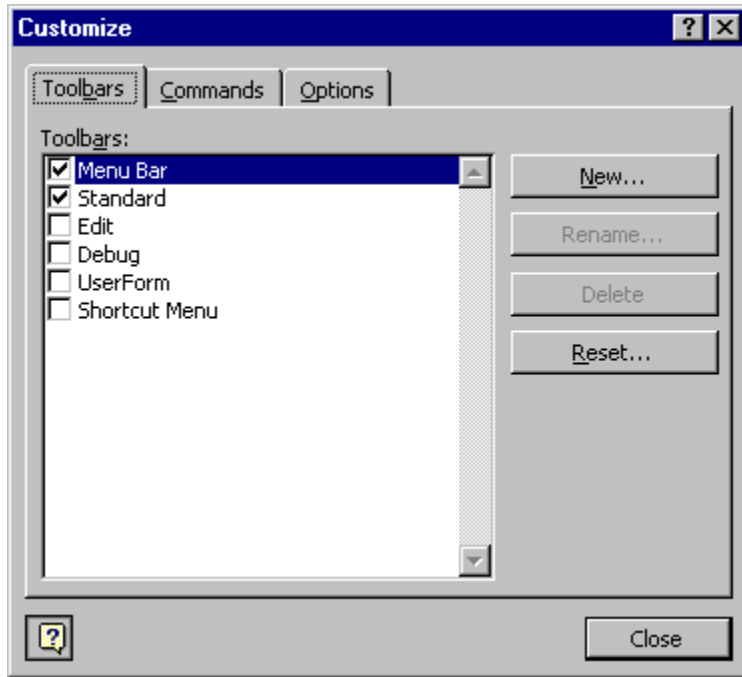 Customize
Toolbars Commands Options
Toolbars:
Menu Bar
Standard
Edit
Debug
UserForm
Shortcut Menu
New...
Rename...
Delete
Reset...
Close